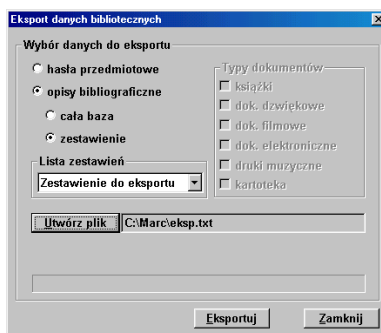 Eksport danych bibliotecznych
Wybór danych do eksportu
hasła przedmiotowe
opisy bibliograficzne
cała baza
zestawienie
Lista zestawień
Zestawienie do eksportu
Typy dokumentów
książki
dok. dzwiękowe
dok. filmowe
dok. elektroniczne
druki muzyczne
kartoteka
Utwórz plik C:\Marc\eksp.txt
Eksportuj Zamknij